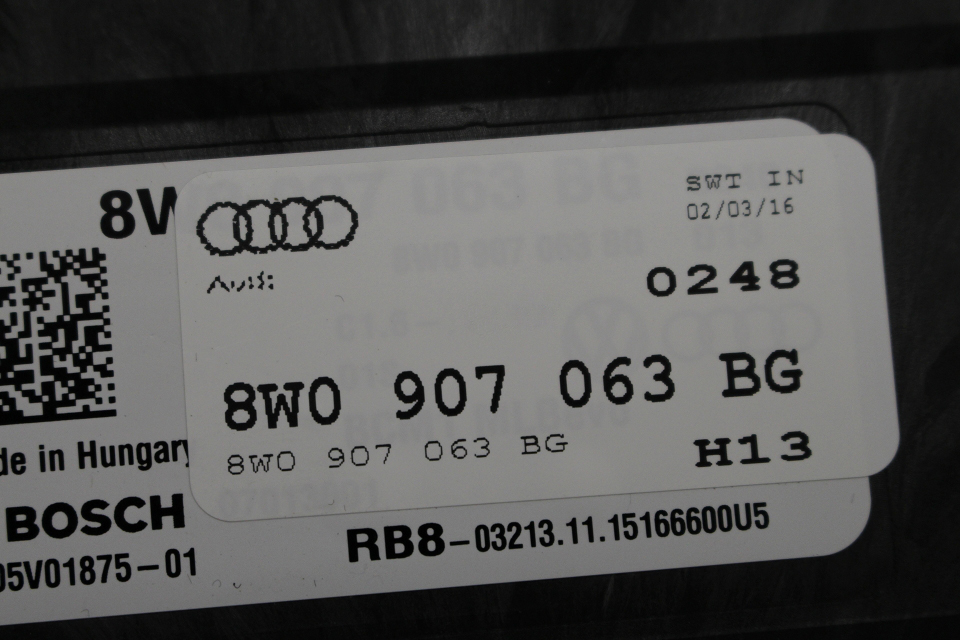 8W
SWT IN
02/03/16
Audi
0248
8W0 907 063 BG
8W0 907 063 BG
H13
de in Hungary
BOSCH
05V01875-01
RB8-03213.11.15166600U5